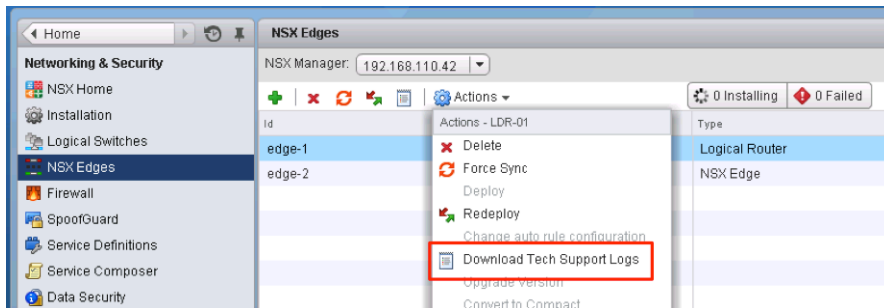 Home
Networking & Security
NSX Home
Installation
Logical Switches
NSX Edges
Firewall
SpoofGuard
Service Definitions
Service Composer
Data Security
NSX Edges
NSX Manager: 192.168.110.42
Actions
0 Installing
0 Failed
Id
Type
edge-1
Logical Router
edge-2
NSX Edge
Actions - LDR-01
Delete
Force Sync
Deploy
Redeploy
Change auto rule configuration
Download Tech Support Logs
Upgrade Version
Convert to Compact